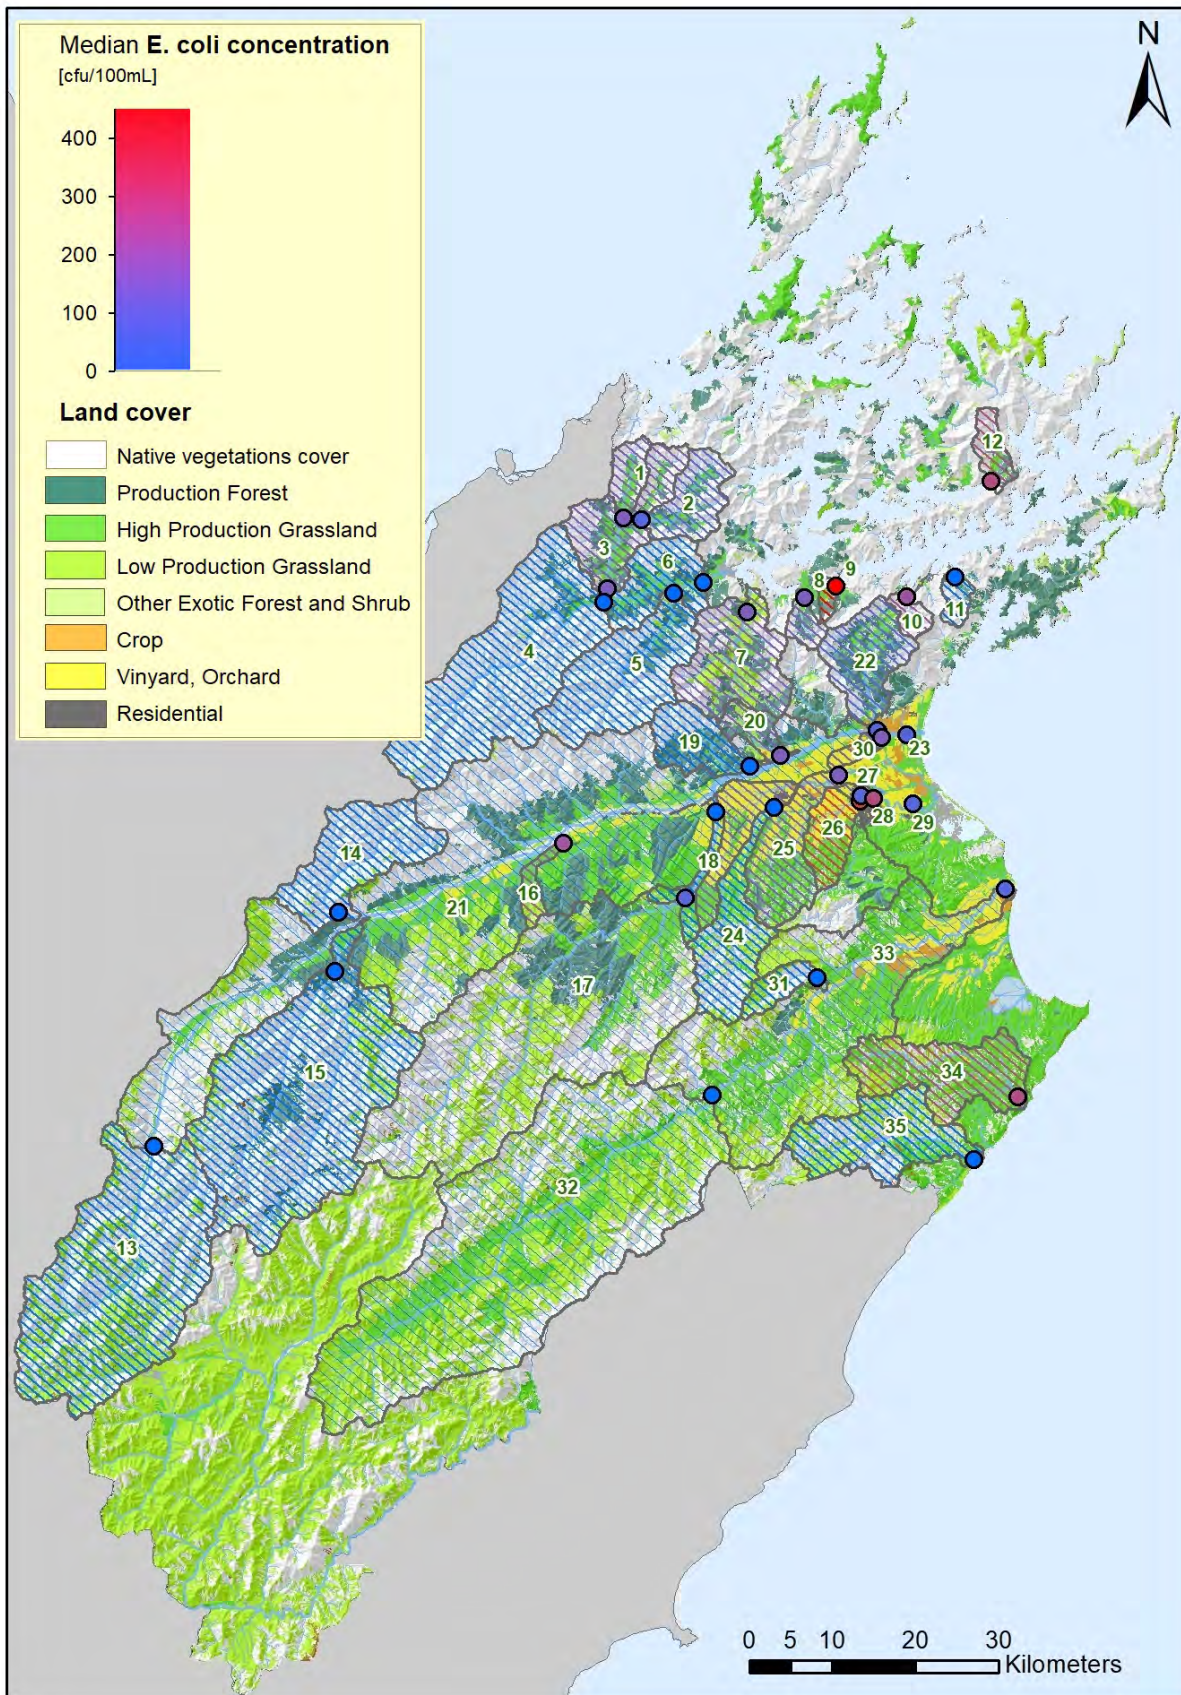 Median E. coli concentration
[cfu/100mL]
400
300
200
100
0
Land cover
Native vegetations cover
Production Forest
High Production Grassland
Low Production Grassland
Other Exotic Forest and Shrub
Crop
Vinyard, Orchard
Residential
N
12
1
2
3
6
9
8
11
10
4
5
7
22
20
19
23
30
27
28
29
14
26
18
25
16
21
24
33
17
31
15
34
35
32
13
0 5 10 20 30
Kilometers